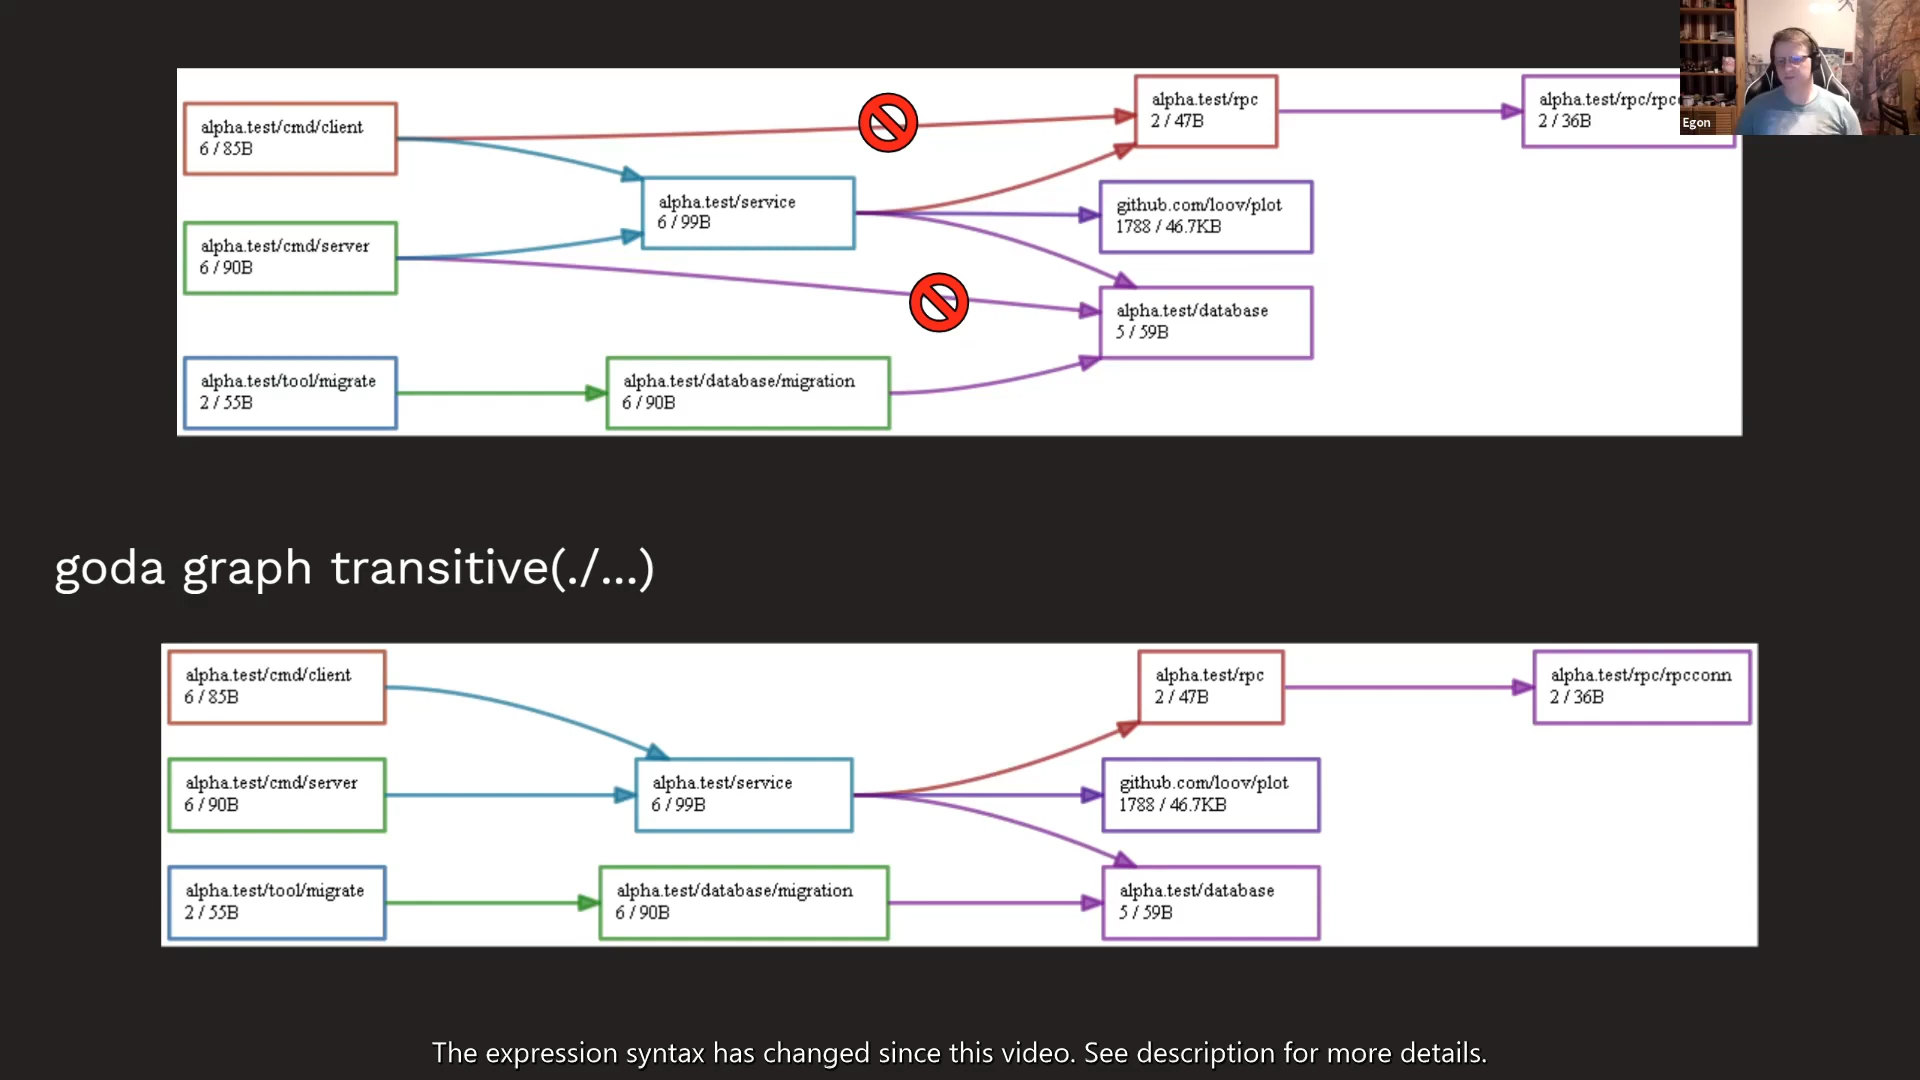 alpha.test/cmd/client
6 / 85B
alpha.test/rpc
2 / 47B
alpha.test/rpc/rpc
2 / 36B
Egon
alpha.test/service
6 / 99B
github.com/loov/plot
1788 / 46.7KB
alpha.test/cmd/server
6 / 90B
alpha.test/database
5 / 59B
alpha.test/tool/migrate
2 / 55B
alpha.test/database/migration
6 / 90B
goda graph transitive(./...)
alpha.test/cmd/client
6 / 85B
alpha.test/rpc
2 / 47B
alpha.test/rpc/rpcconn
2 / 36B
alpha.test/cmd/server
6 / 90B
alpha.test/service
6 / 99B
github.com/loov/plot
1788 / 46.7KB
alpha.test/tool/migrate
2 / 55B
alpha.test/database/migration
6 / 90B
alpha.test/database
5 / 59B
The expression syntax has changed since this video. See description for more details.